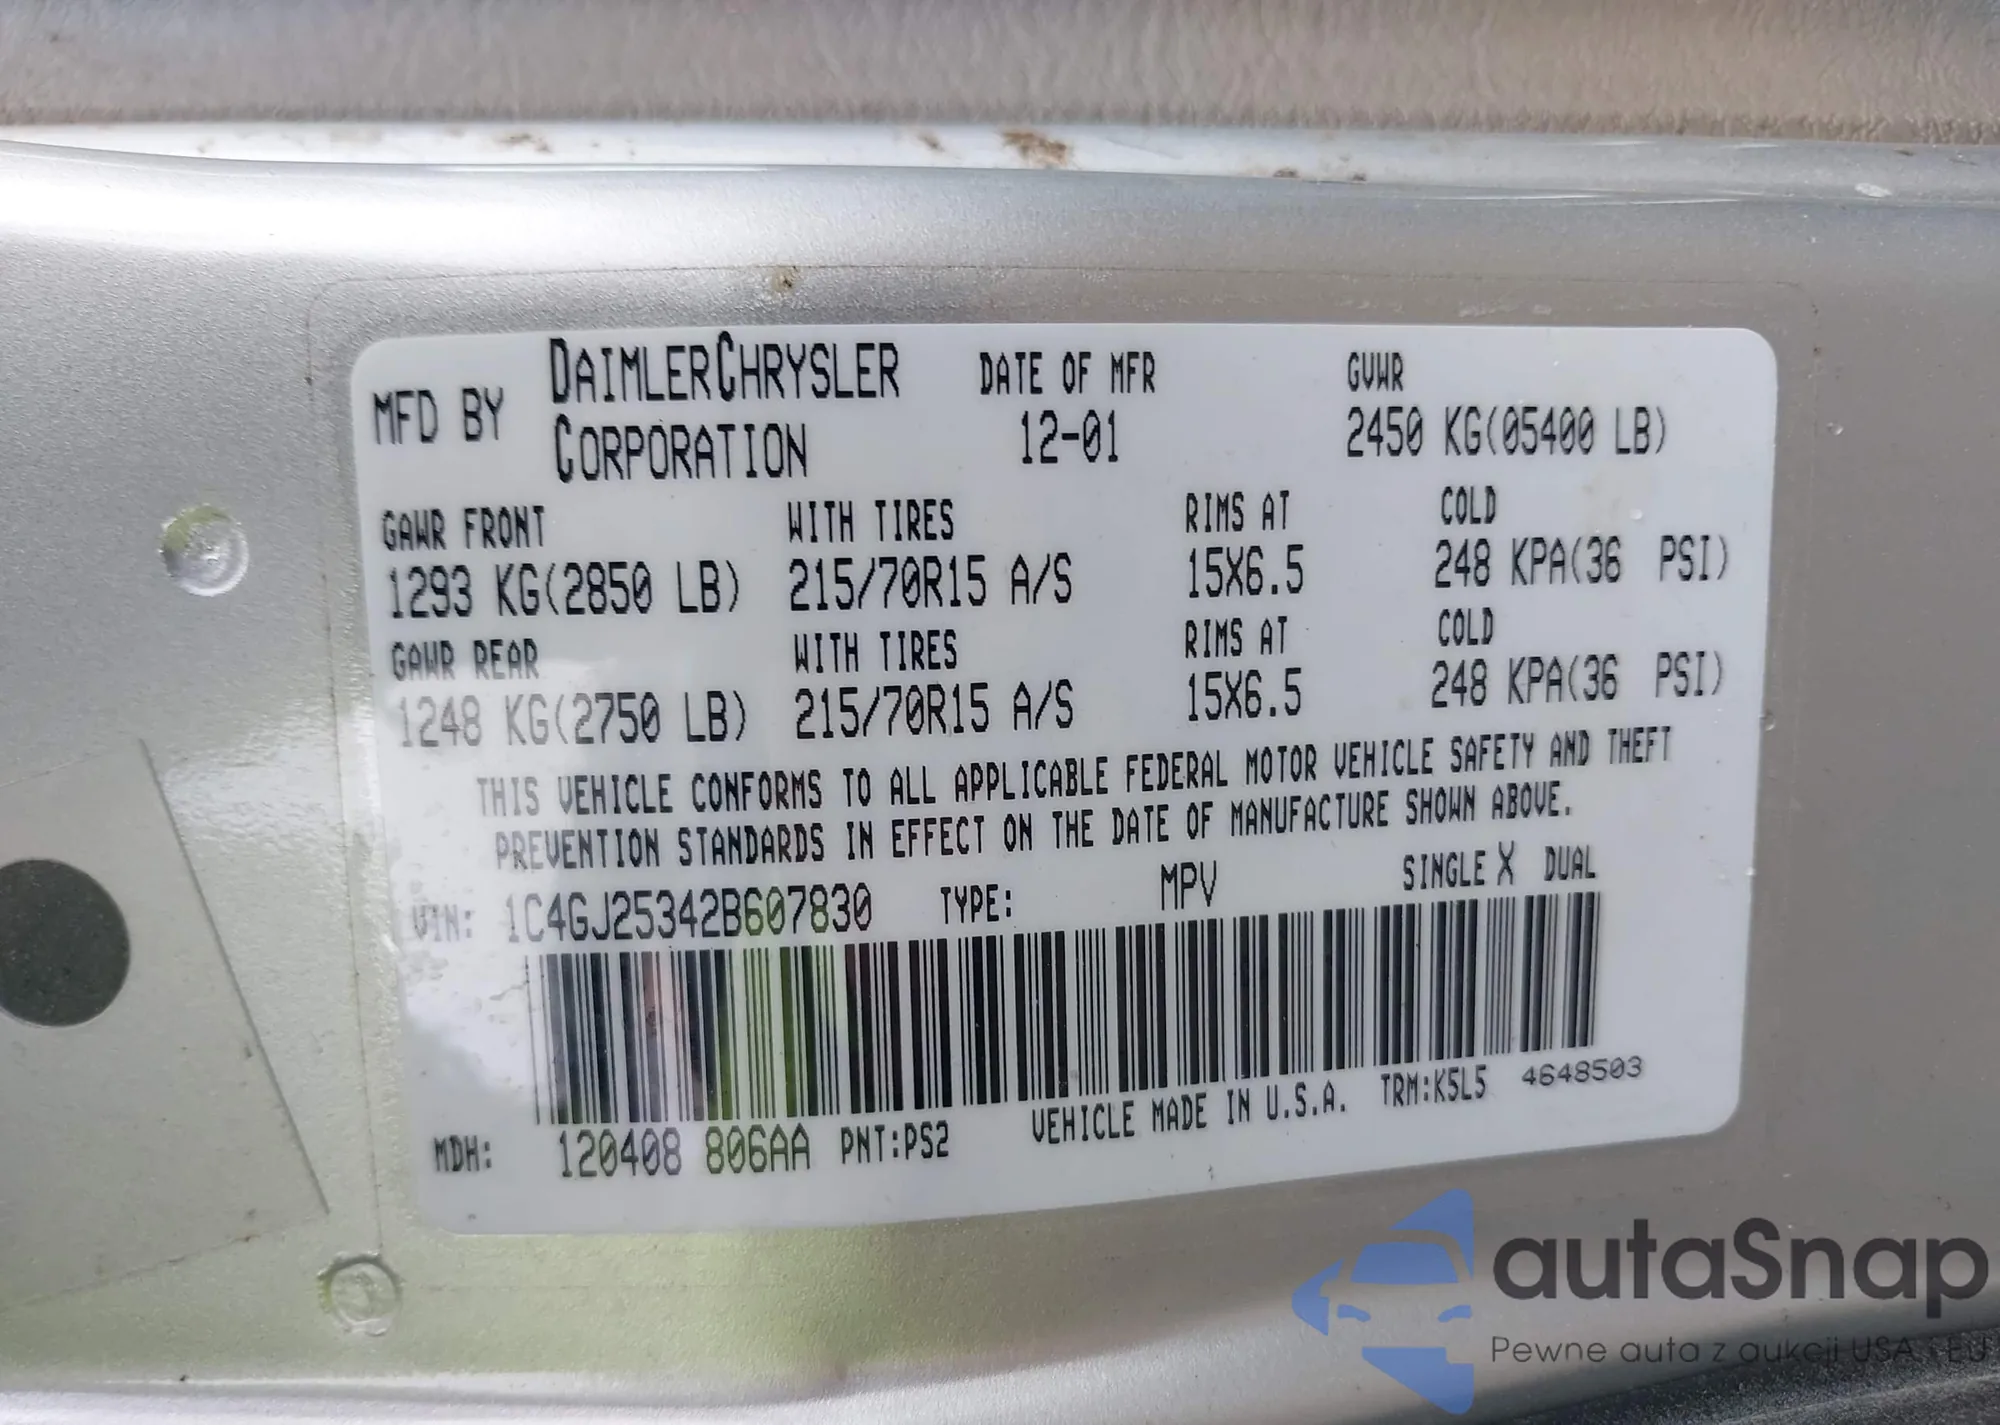 MFD BY DAIMLERCHRYSLER CORPORATION
DATE OF MFR
12-01
GVWR
2450 KG(05400 LB)
GAWR FRONT WITH TIRES RIMS AT COLD
1293 KG(2850 LB) 215/70R15 A/S 15X6.5 248 KPA(36 PSI)
GAWR REAR WITH TIRES RIMS AT COLD
1248 KG(2750 LB) 215/70R15 A/S 15X6.5 248 KPA(36 PSI)
THIS VEHICLE CONFORMS TO ALL APPLICABLE FEDERAL MOTOR VEHICLE SAFETY AND THEFT
PREVENTION STANDARDS IN EFFECT ON THE DATE OF MANUFACTURE SHOWN ABOVE.
VIN: 1C4GJ25342B607830 TYPE: MPV SINGLE X DUAL
MDH: 120408 806AA PNT:PS2 VEHICLE MADE IN U.S.A. TRM:K5L5 4648503
autaSnap
Pewne auta z aukcji USA i EU